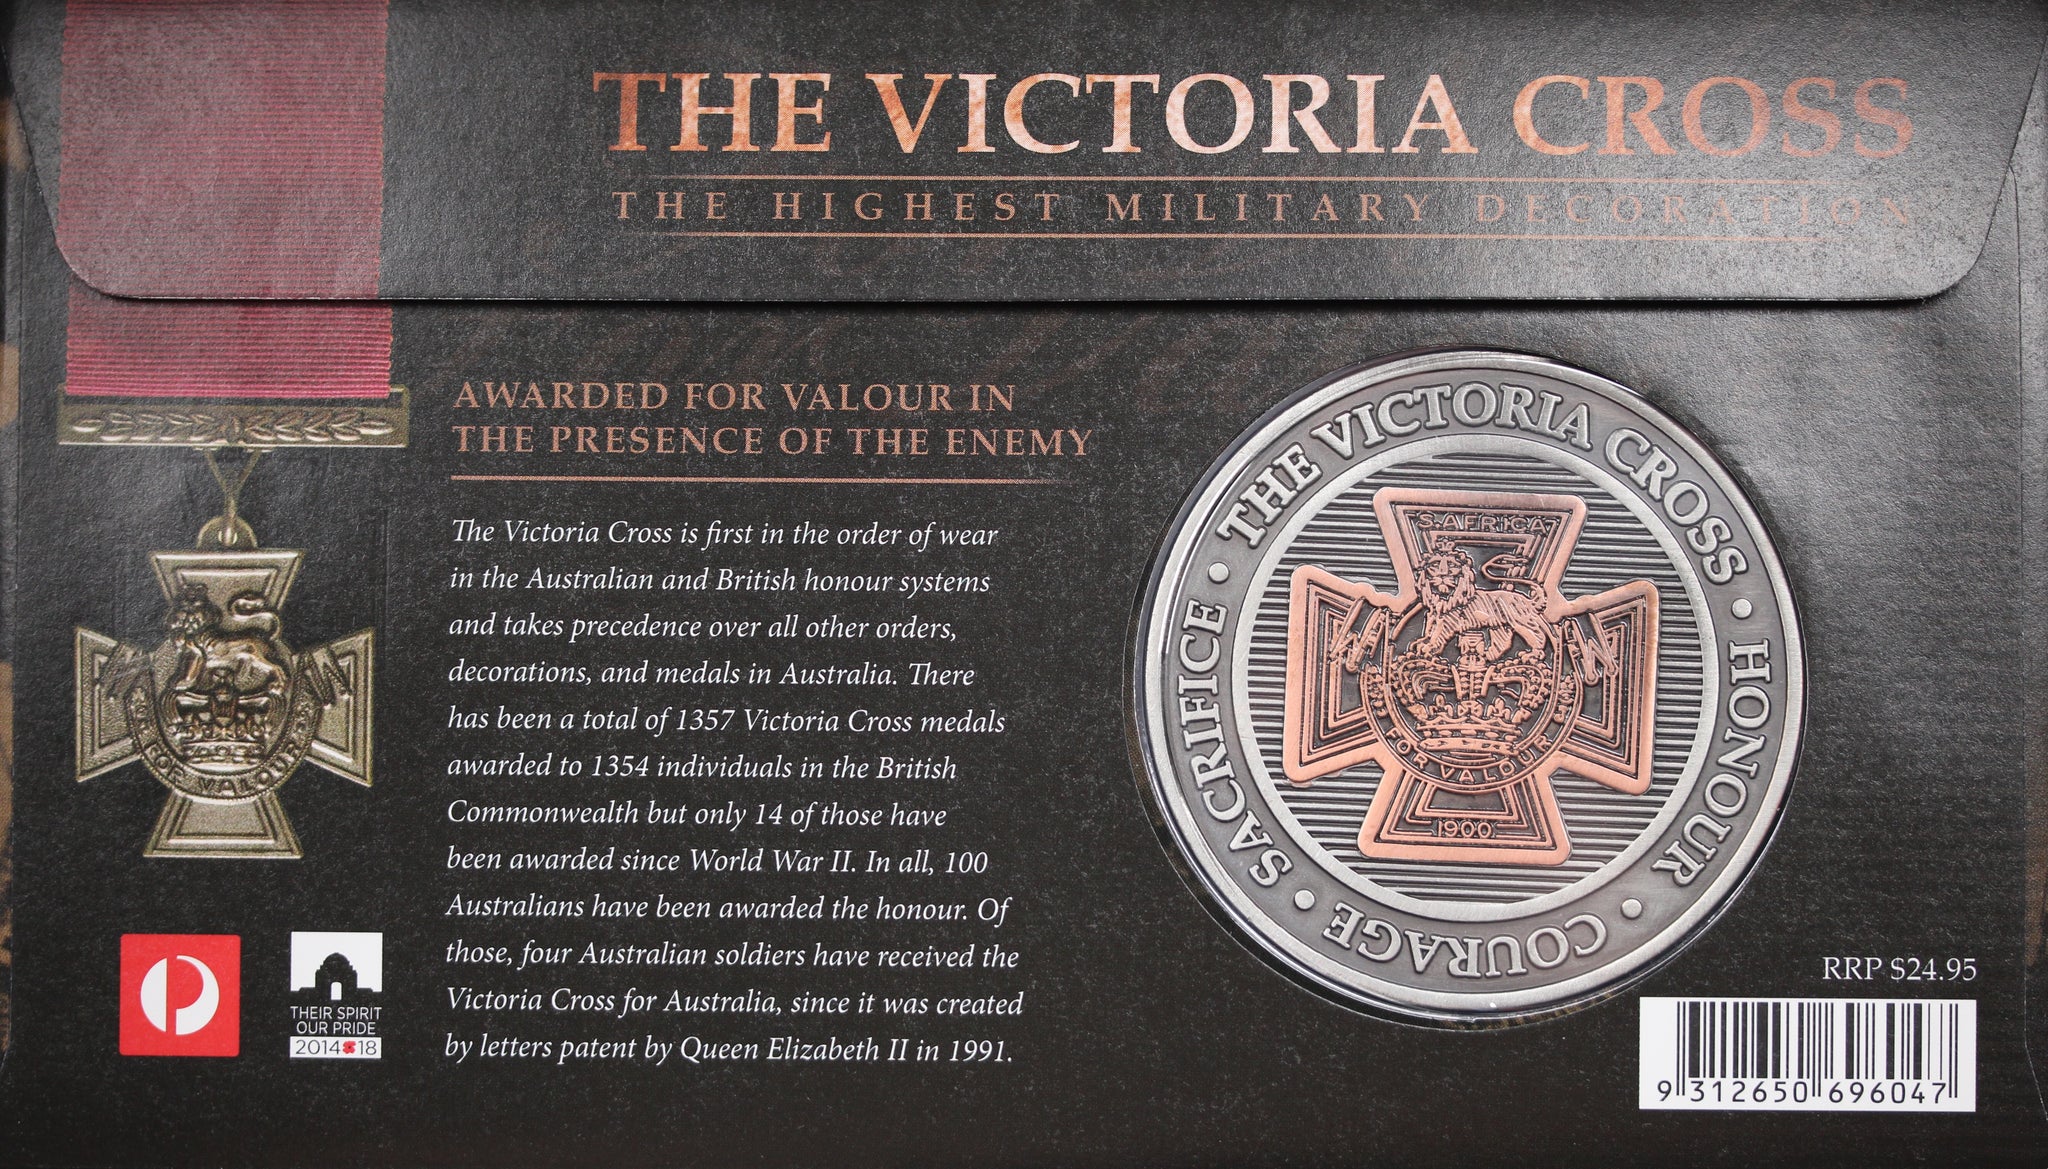 THE VICTORIA CROSS
THE HIGHEST MILITARY DECORATION
AWARDED FOR VALOUR IN
THE PRESENCE OF THE ENEMY
The Victoria Cross is first in the order of wear
in the Australian and British honour systems
and takes precedence over all other orders,
decorations, and medals in Australia. There
has been a total of 1357 Victoria Cross medals
awarded to 1354 individuals in the British
Commonwealth but only 14 of those have
been awarded since World War II. In all, 100
Australians have been awarded the honour. Of
those, four Australian soldiers have received the
Victoria Cross for Australia, since it was created
by letters patent by Queen Elizabeth II in 1991.
FOR VALOUR
THEIR SPIRIT
OUR PRIDE
2014 18
THE VICTORIA CROSS • HONOUR • COURAGE • SACRIFICE •
S.AFRICA
FOR VALOUR
1900
RRP $24.95
9 312650 696047